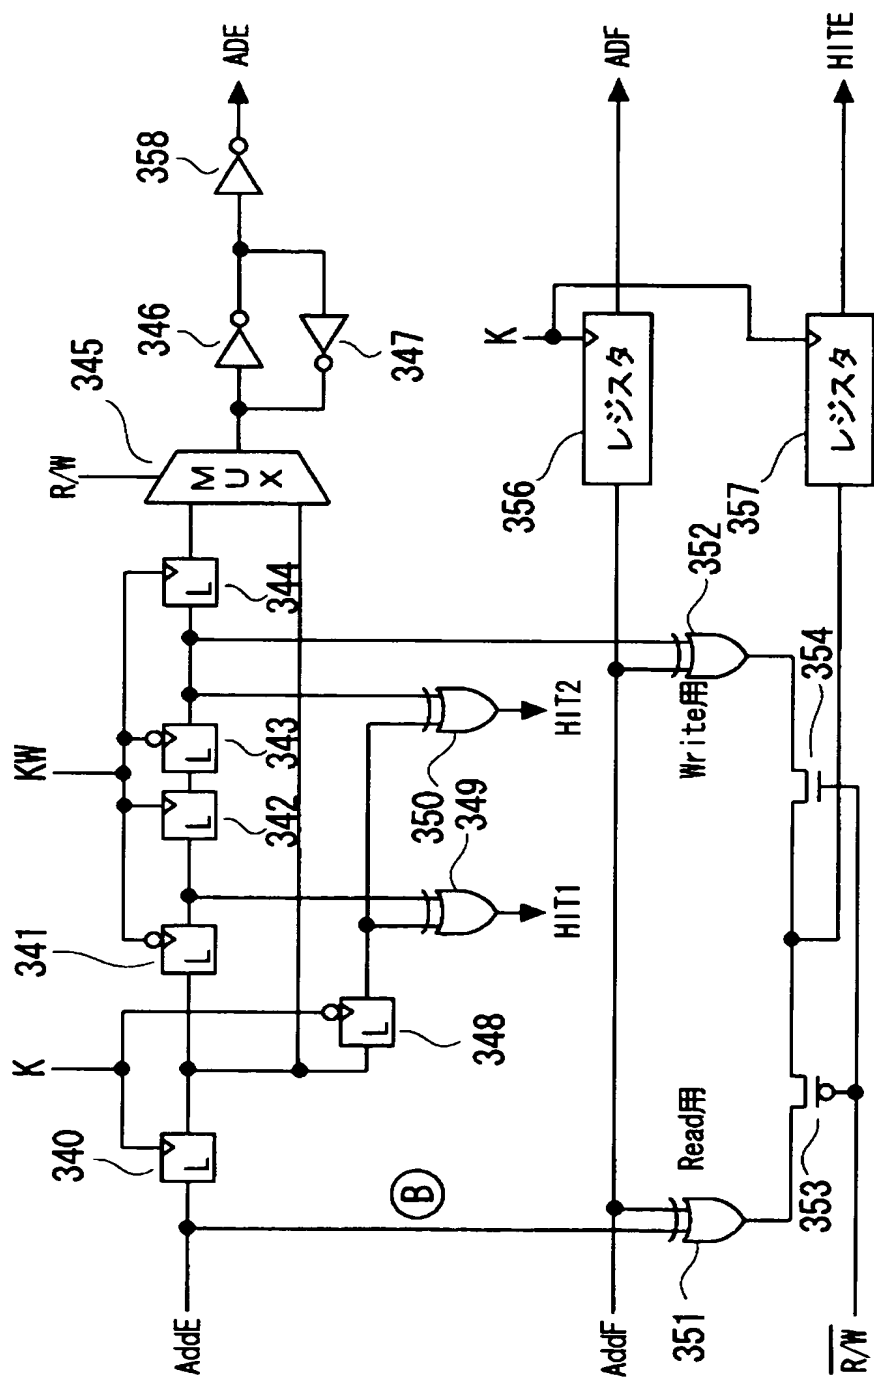 340
K
341
KW
342
343
344
R/W
345
MUX
346
347
358
ADE
L
L
L
L
L
L
348
349
350
HIT1
HIT2
AddE
B
AddF
Read用
351
Write用
352
353
354
R/W
K
356
レジスタ
ADF
357
レジスタ
HITE